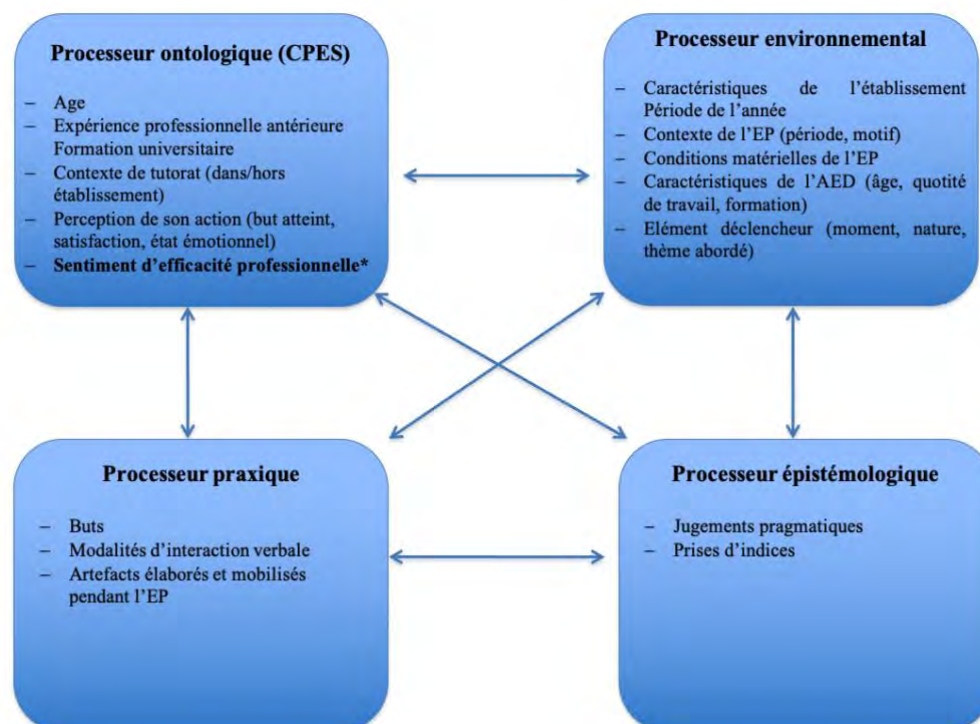 Processeur ontologique (CPES)
– Age
– Expérience professionnelle antérieure
Formation universitaire
– Contexte de tutorat (dans/hors
établissement)
– Perception de son action (but atteint,
satisfaction, état émotionnel)
– Sentiment d'efficacité professionnelle*
Processeur environnemental
– Caractéristiques de l'établissement
Période de l'année
– Contexte de l'EP (période, motif)
– Conditions matérielles de l'EP
– Caractéristiques de l'AED (âge, quotité
de travail, formation)
– Elément déclencheur (moment, nature,
thème abordé)
Processeur praxique
– Buts
– Modalités d'interaction verbale
– Artefacts élaborés et mobilisés
pendant l'EP
Processeur épistémologique
– Jugements pragmatiques
– Prises d'indices